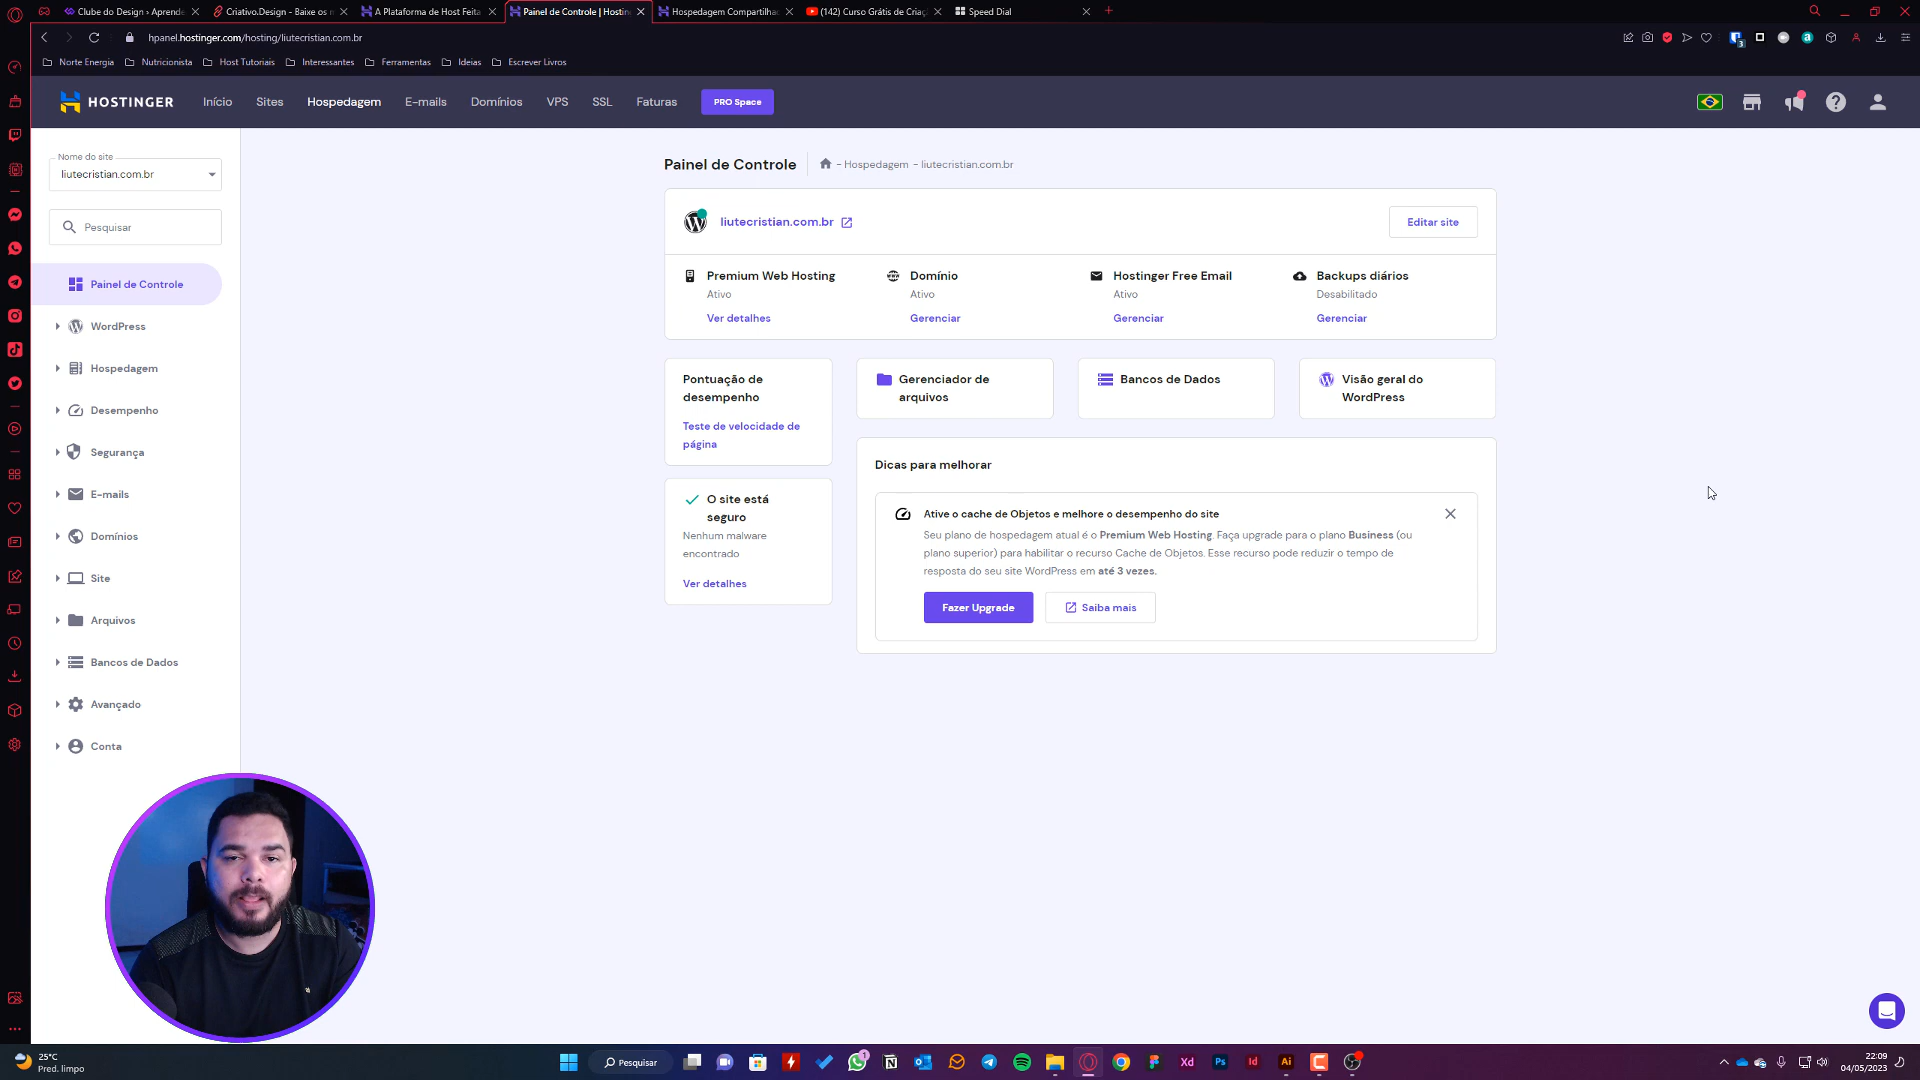 Clube do Design › Aprende
Criativo.Design - Baixe os m
A Plataforma de Host Feita
Painel de Controle | Hosting
Hospedagem Compartilhad
(142) Curso Grátis de Criaç
Speed Dial
hpanel.hostinger.com/hosting/liutecristian.com.br
3
Norte Energia
Nutricionista
Host Tutoriais
Interessantes
Ferramentas
Ideias
Escrever Livros
HOSTINGER
Início
Sites
Hospedagem
E-mails
Domínios
VPS
SSL
Faturas
PRO Space
Nome do site
liutecristian.com.br
Pesquisar
Painel de Controle
WordPress
Hospedagem
Desempenho
Segurança
E-mails
Domínios
Site
Arquivos
Bancos de Dados
Avançado
Conta
Painel de Controle
- Hospedagem - liutecristian.com.br
liutecristian.com.br
Editar site
Premium Web Hosting
Ativo
Ver detalhes
Domínio
Ativo
Gerenciar
Hostinger Free Email
Ativo
Gerenciar
Backups diários
Desabilitado
Gerenciar
Pontuação de
desempenho
Teste de velocidade de
página
Gerenciador de
arquivos
Bancos de Dados
Visão geral do
WordPress
O site está
seguro
Nenhum malware
encontrado
Ver detalhes
Dicas para melhorar
Ative o cache de Objetos e melhore o desempenho do site
Seu plano de hospedagem atual é o Premium Web Hosting. Faça upgrade para o plano Business (ou
plano superior) para habilitar o recurso Cache de Objetos. Esse recurso pode reduzir o tempo de
resposta do seu site WordPress em até 3 vezes.
Fazer Upgrade
Saiba mais
25°C
Pred. limpo
Pesquisar
1
Xd
Ps
Id
Ai
22:09
04/05/2023